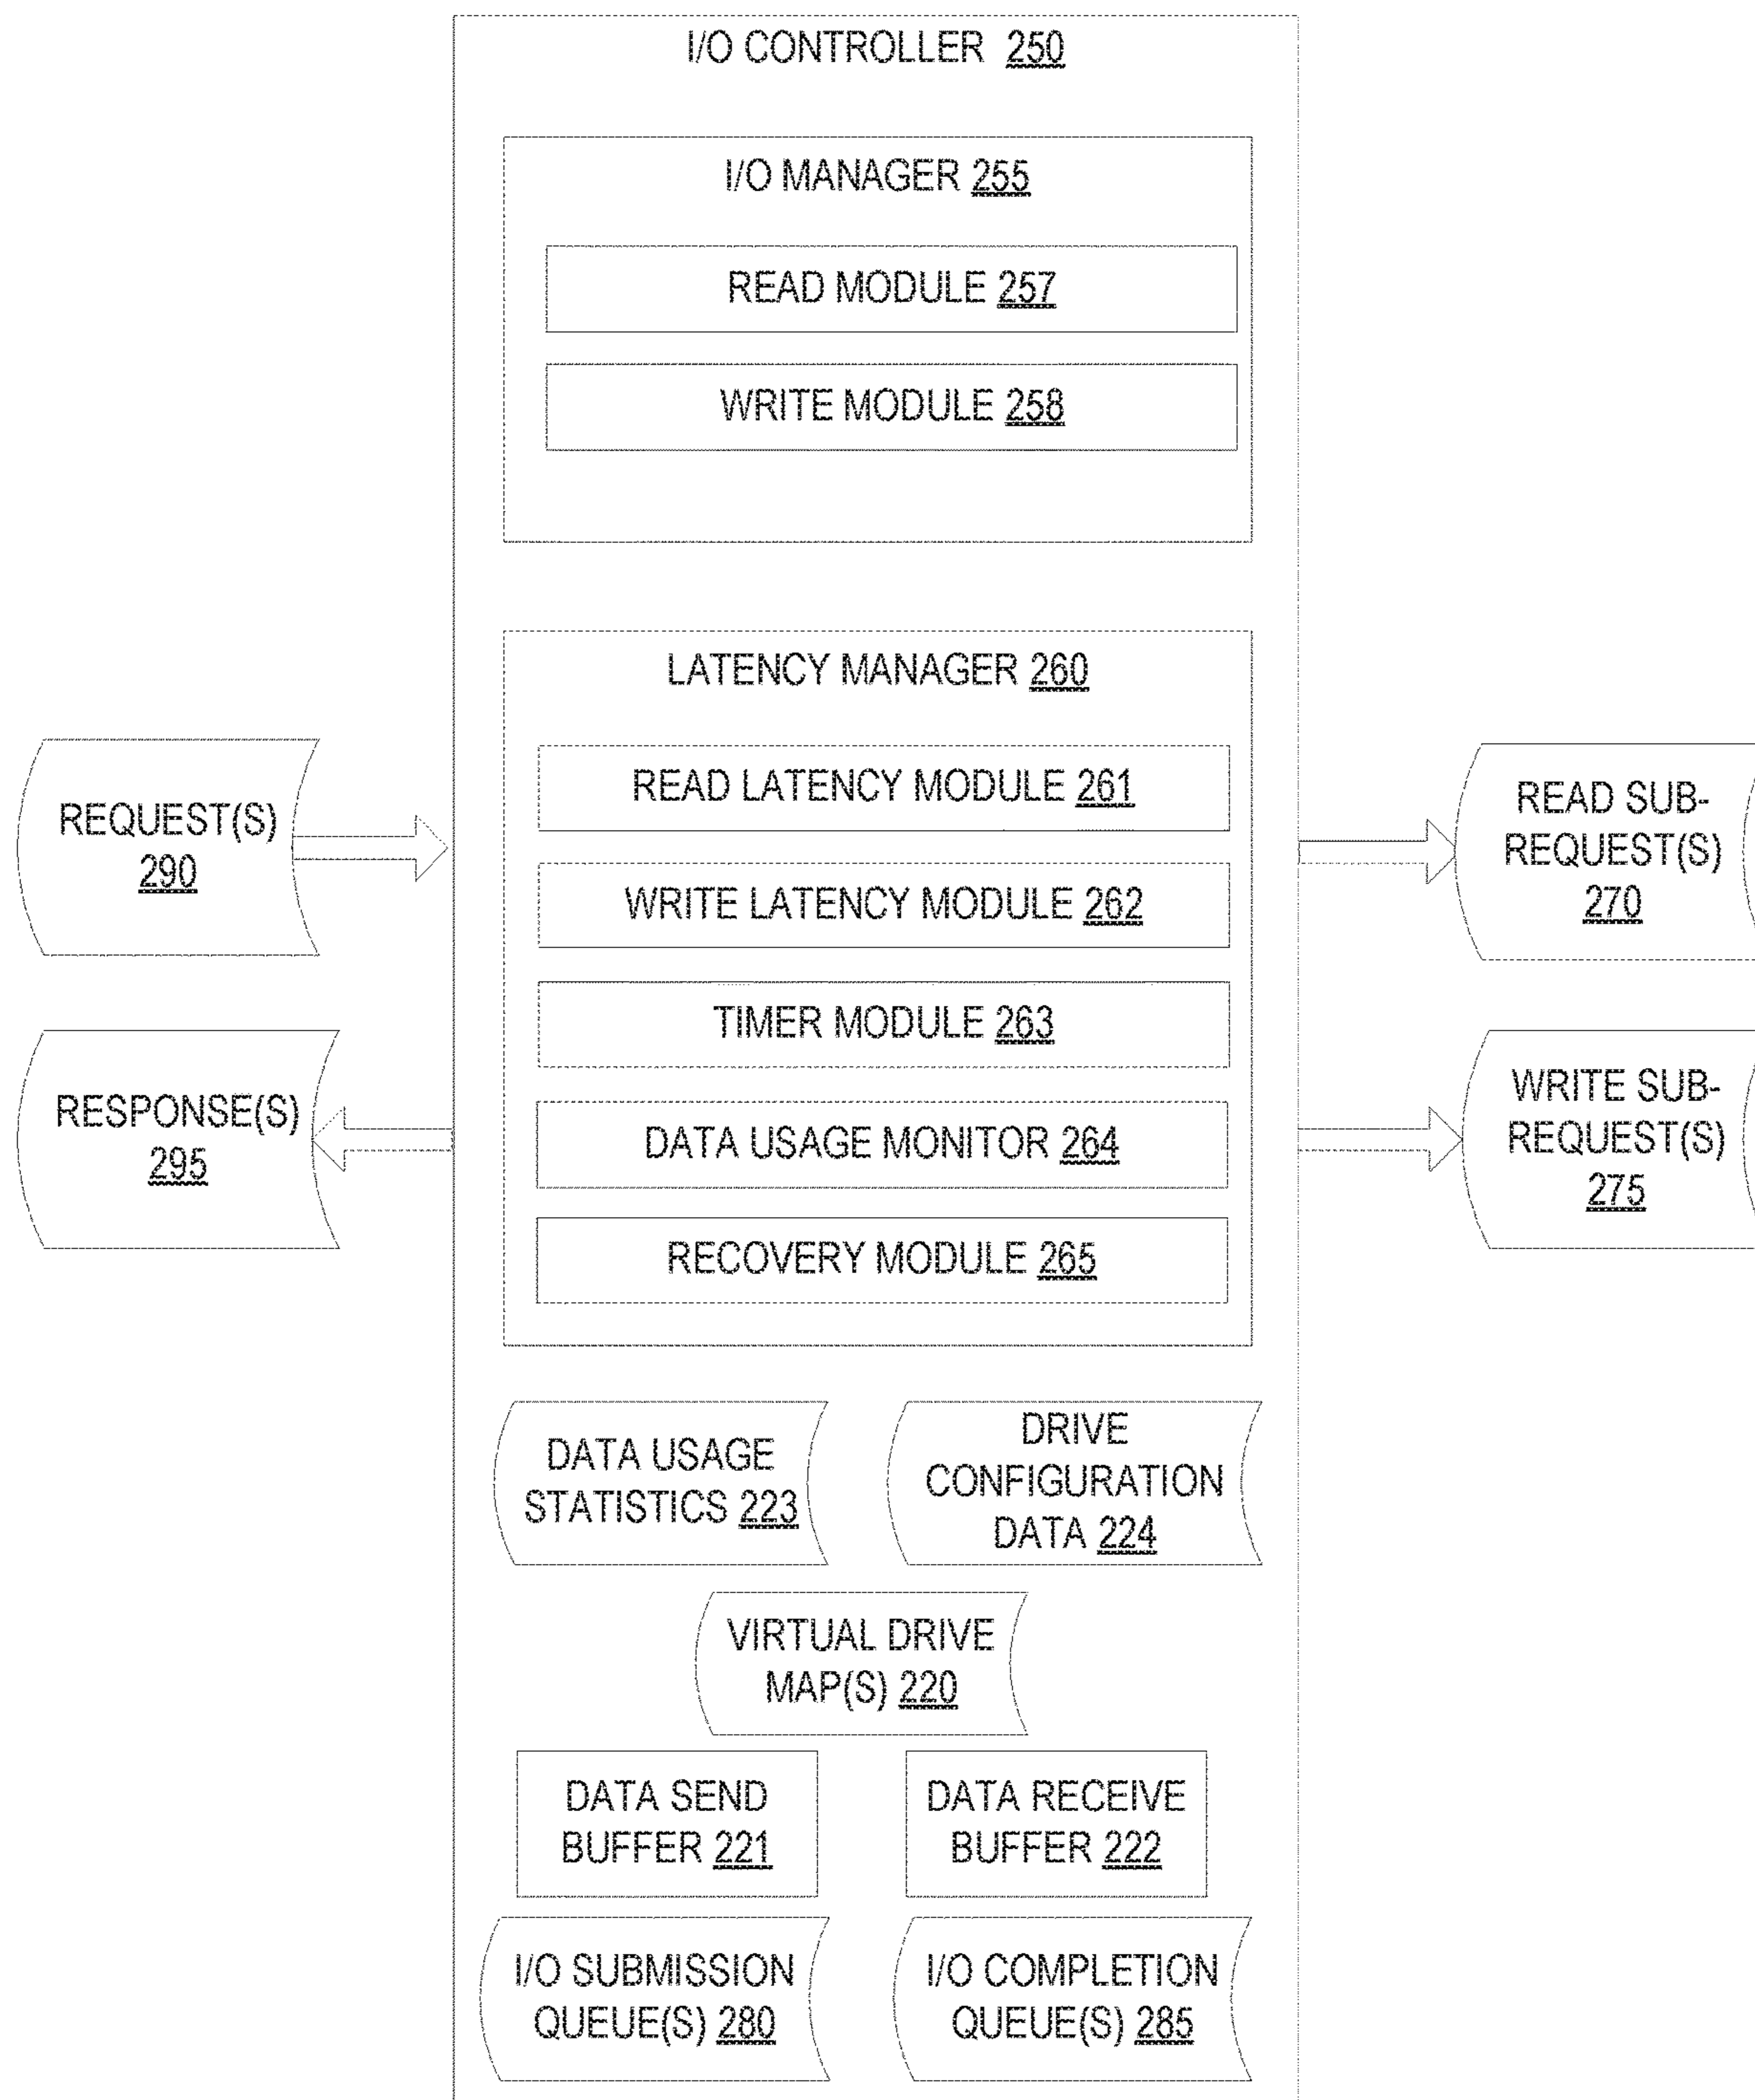 I/O CONTROLLER 250
I/O MANAGER 255
READ MODULE 257
WRITE MODULE 258
LATENCY MANAGER 260
READ LATENCY MODULE 261
WRITE LATENCY MODULE 262
TIMER MODULE 263
DATA USAGE MONITOR 264
RECOVERY MODULE 265
REQUEST(S)
290
RESPONSE(S)
295
READ SUB-
REQUEST(S)
270
WRITE SUB-
REQUEST(S)
275
DATA USAGE
STATISTICS 223
DRIVE
CONFIGURATION
DATA 224
VIRTUAL DRIVE
MAP(S) 220
DATA SEND
BUFFER 221
DATA RECEIVE
BUFFER 222
I/O SUBMISSION
QUEUE(S) 280
I/O COMPLETION
QUEUE(S) 285